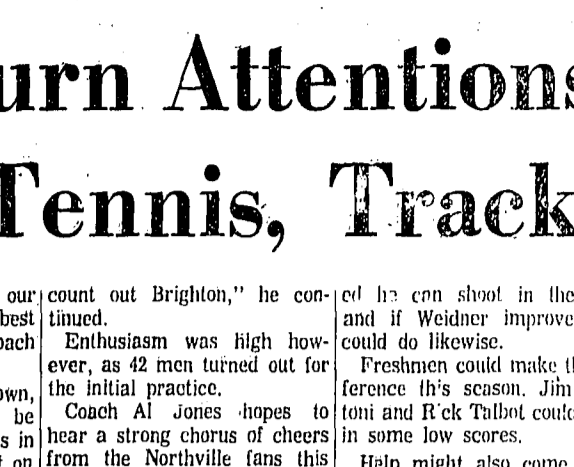 urn Attentions
Tennis, Track
our
best
oach
own,
be
s in
t on
count out Brighton," he con-
tinued.
Enthusiasm was high how-
ever, as 42 men turned out for
the initial practice.
Coach Al Jones hopes to
hear a strong chorus of cheers
from the Northville fans this
ed he can shoot in the
and if Weidner improve
could do likewise.
Freshmen could make th
ference th's season. Jim
toni and R'ck Talbot could
in some low scores.
Help might also come